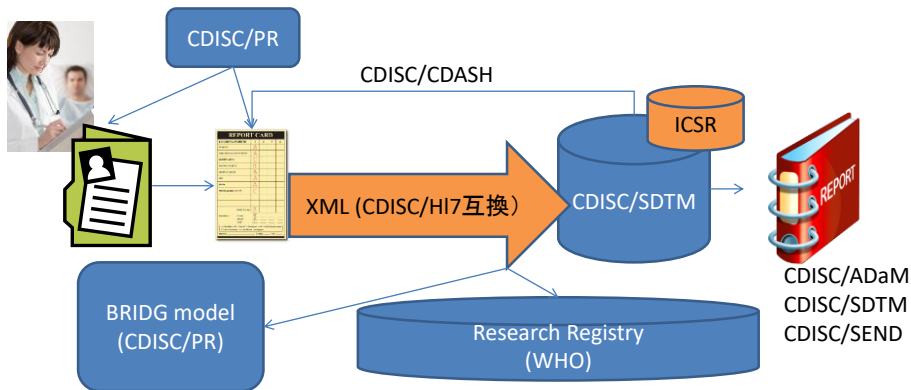 CDISC/PR
CDISC/CDASH
ICSR
REPORT CARD
XML (CDISC/Hl7互換）
CDISC/SDTM
REPORT
CDISC/ADaM
CDISC/SDTM
CDISC/SEND
BRIDG model
(CDISC/PR)
Research Registry
(WHO)